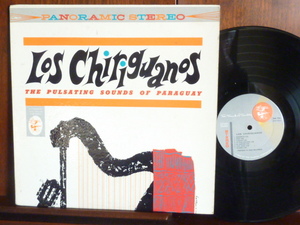 PANORAMIC STEREO
Los Chiriguanos
THE PULSATING SOUNDS OF PARAGUAY